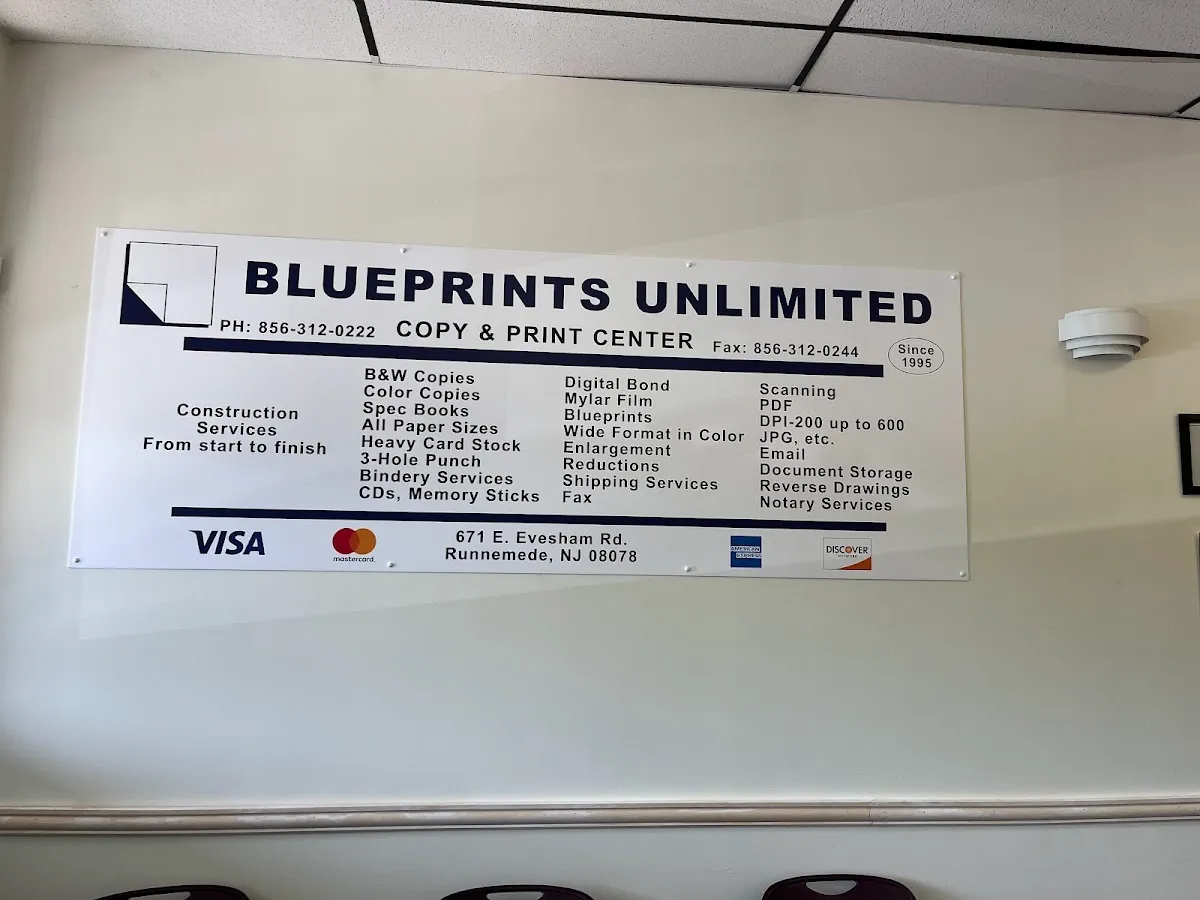 BLUEPRINTS UNLIMITED
PH: 856-312-0222 COPY & PRINT CENTER Fax: 856-312-0244
Since
1995
Construction
Services
From start to finish
B&W Copies
Color Copies
Spec Books
All Paper Sizes
Heavy Card Stock
3-Hole Punch
Bindery Services
CDs, Memory Sticks
Digital Bond
Mylar Film
Blueprints
Wide Format in Color
Enlargement
Reductions
Shipping Services
Fax
Scanning
PDF
DPI-200 up to 600
JPG, etc.
Email
Document Storage
Reverse Drawings
Notary Services
VISA
mastercard.
671 E. Evesham Rd.
Runnemede, NJ 08078
AMERICAN
EXPRESS
DISCOVER
NETWORK